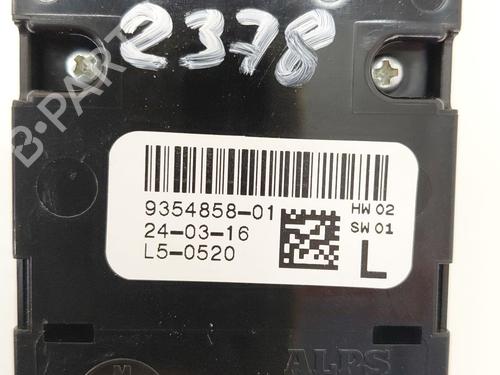 2378
B-PARTS
9354858-01
HW 02
24-03-16
SW 01
L5-0520
L
M
ALPS